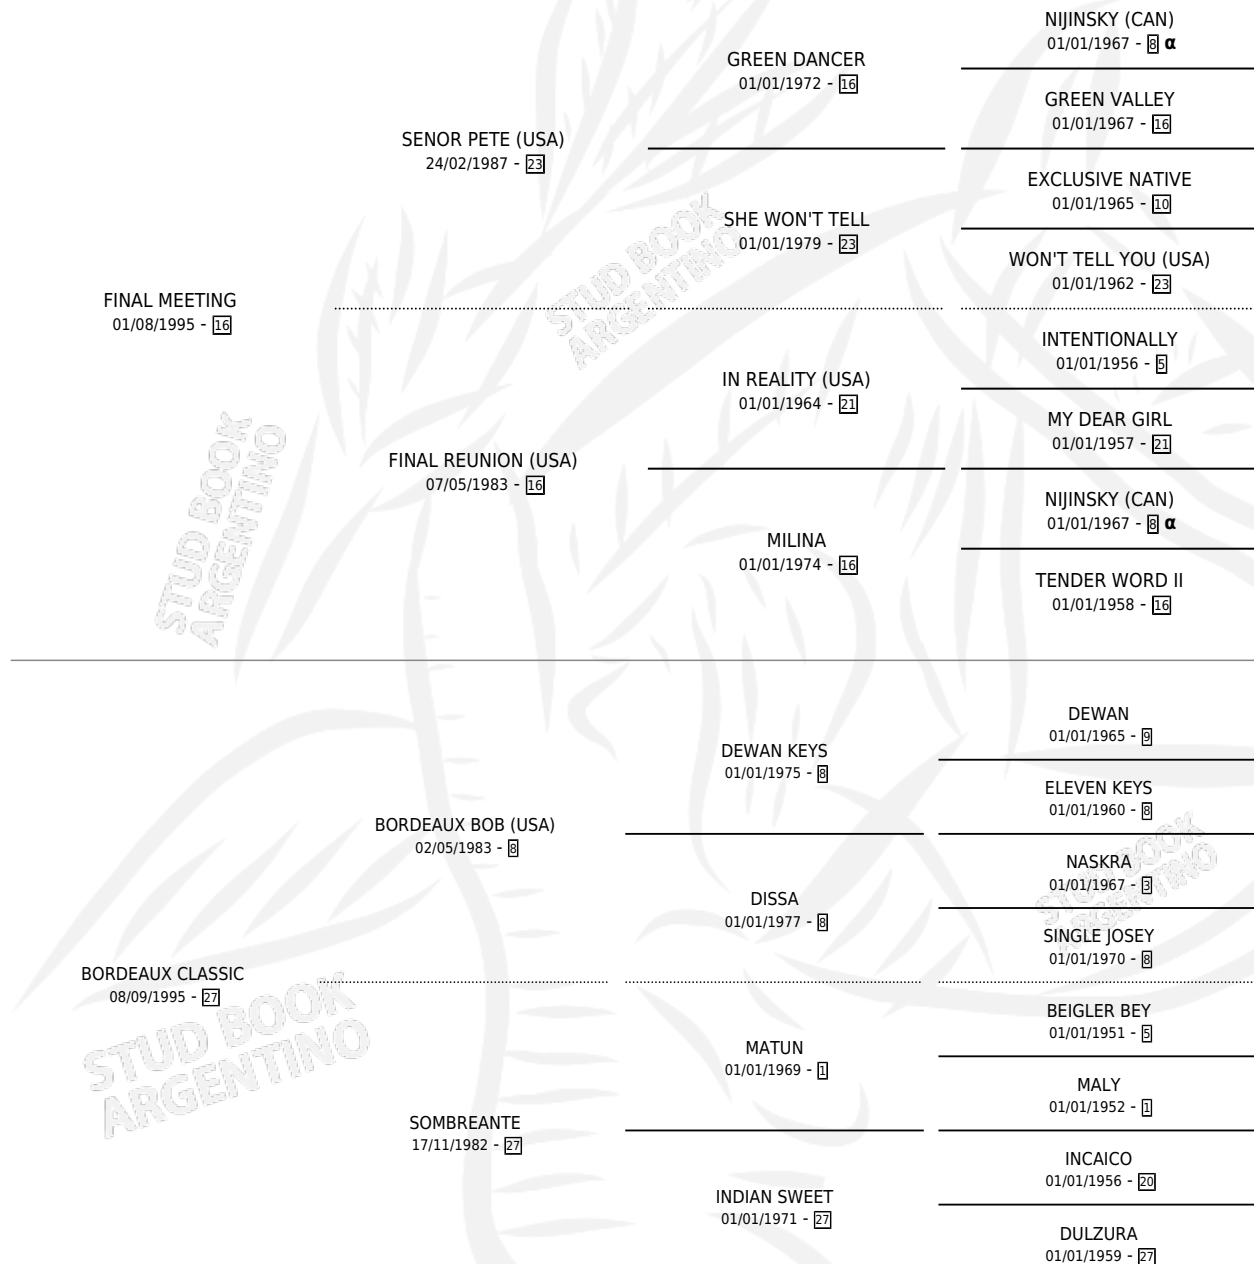 NIJINSKY (CAN)
01/01/1967 - 8 α
GREEN DANCER
01/01/1972 - 16
GREEN VALLEY
01/01/1967 - 16
SENOR PETE (USA)
24/02/1987 - 23
EXCLUSIVE NATIVE
01/01/1965 - 10
SHE WON'T TELL
01/01/1979 - 23
WON'T TELL YOU (USA)
01/01/1962 - 23
FINAL MEETING
01/08/1995 - 16
STUD BOOK
ARGENTINO
INTENTIONALLY
01/01/1956 - 5
IN REALITY (USA)
01/01/1964 - 21
MY DEAR GIRL
01/01/1957 - 21
FINAL REUNION (USA)
07/05/1983 - 16
NIJINSKY (CAN)
01/01/1967 - 8 α
MILINA
01/01/1974 - 16
TENDER WORD II
01/01/1958 - 16
STUD BOOK
ARGENTINO
DEWAN
01/01/1965 - 9
DEWAN KEYS
01/01/1975 - 8
ELEVEN KEYS
01/01/1960 - 8
BORDEAUX BOB (USA)
02/05/1983 - 8
NASKRA
01/01/1967 - 3
DISSA
01/01/1977 - 8
SINGLE JOSEY
01/01/1970 - 8
STUD BOOK
ARGENTINO
BORDEAUX CLASSIC
08/09/1995 - 27
STUD BOOK
ARGENTINO
BEIGLER BEY
01/01/1951 - 5
MATUN
01/01/1969 - 1
MALY
01/01/1952 - 1
SOMBREANTE
17/11/1982 - 27
INCAICO
01/01/1956 - 20
INDIAN SWEET
01/01/1971 - 27
DULZURA
01/01/1959 - 27